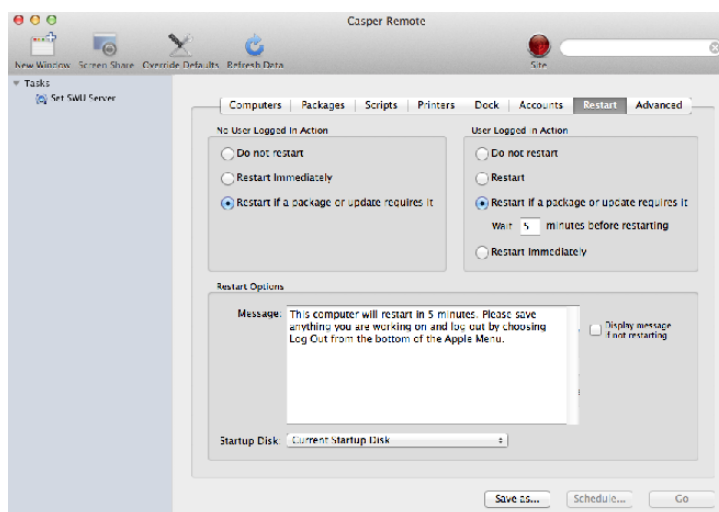 Casper Remote
New Window Screen Share Override Defaults Refresh Data Site
Tasks
Set SWU Server
Computers Packages Scripts Printers Dock Accounts Restart Advanced
No User Logged In Action
Do not restart
Restart Immediately
Restart if a package or update requires it
User Logged In Action
Do not restart
Restart
Restart if a package or update requires it
Wait 5 minutes before restarting
Restart Immediately
Restart Options
Message: This computer will restart in 5 minutes. Please save
anything you are working on and log out by choosing
Log Out from the bottom of the Apple Menu.
Display message
if not restarting
Startup Disk: Current Startup Disk
Save as... Schedule... Go